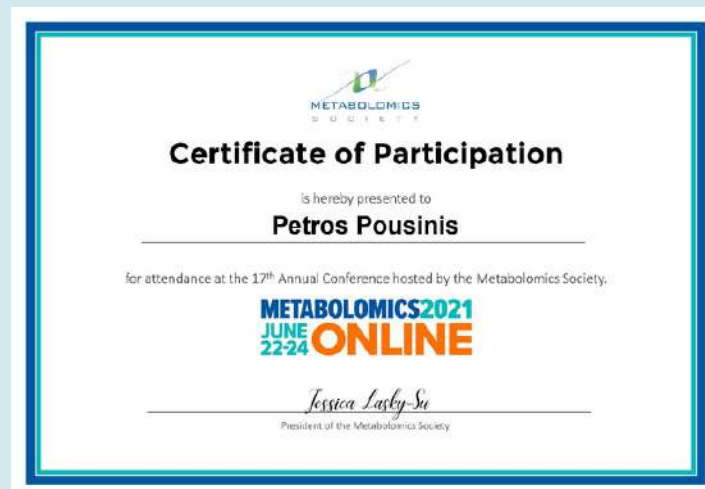 METABOLOMICS
SOCIETY
Certificate of Participation
is hereby presented to
Petros Pousinis
for attendance at the 17th Annual Conference hosted by the Metabolomics Society.
METABOLOMICS2021
JUNE
22-24 ONLINE
Jessica Lasky-Su
President of the Metabolomics Society